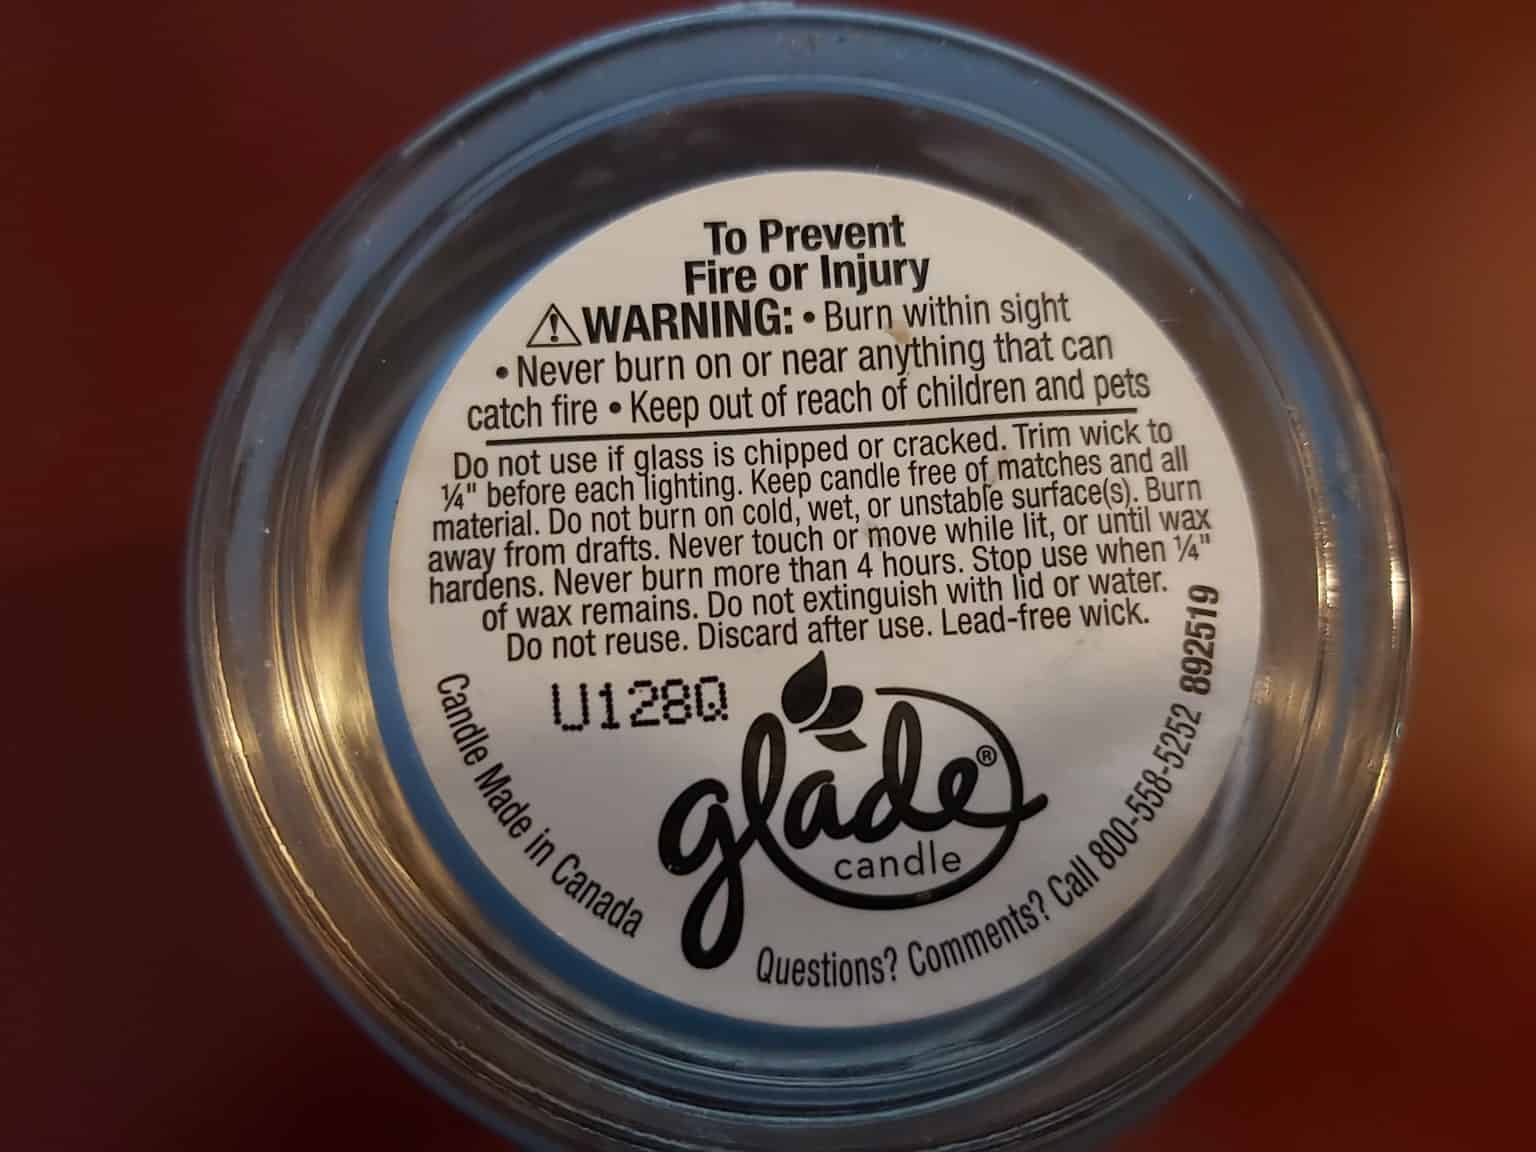 To Prevent
Fire or Injury
⚠WARNING: • Burn within sight
• Never burn on or near anything that can
catch fire • Keep out of reach of children and pets
Do not use if glass is chipped or cracked. Trim wick to
¼" before each lighting. Keep candle free of matches and all
material. Do not burn on cold, wet, or unstable surface(s). Burn
away from drafts. Never touch or move while lit, or until wax
hardens. Never burn more than 4 hours. Stop use when ¼"
of wax remains. Do not extinguish with lid or water.
Do not reuse. Discard after use. Lead-free wick.
U128Q
glade®
candle
Candle Made in Canada
Questions? Comments? Call 800-558-5252 892519